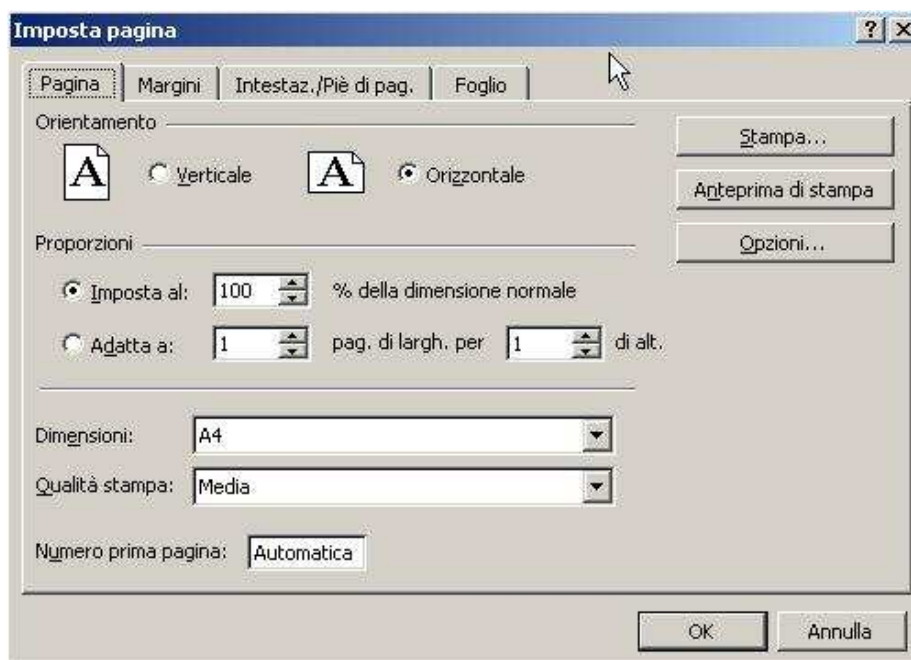 Imposta pagina
Pagina Margini Intestaz./Piè di pag. Foglio
Orientamento
A Verticale A Orizzontale
Stampa...
Anteprima di stampa
Opzioni...
Proporzioni
Imposta al: 100 % della dimensione normale
Adatta a: 1 pag. di largh. per 1 di alt.
Dimensioni: A4
Qualità stampa: Media
Numero prima pagina: Automatica
OK Annulla